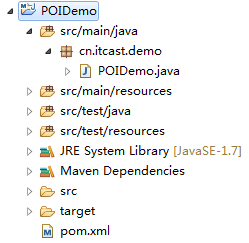 POIDemo
src/main/java
cn.itcast.demo
POIDemo.java
src/main/resources
src/test/java
src/test/resources
JRE System Library [JavaSE-1.7]
Maven Dependencies
src
target
pom.xml